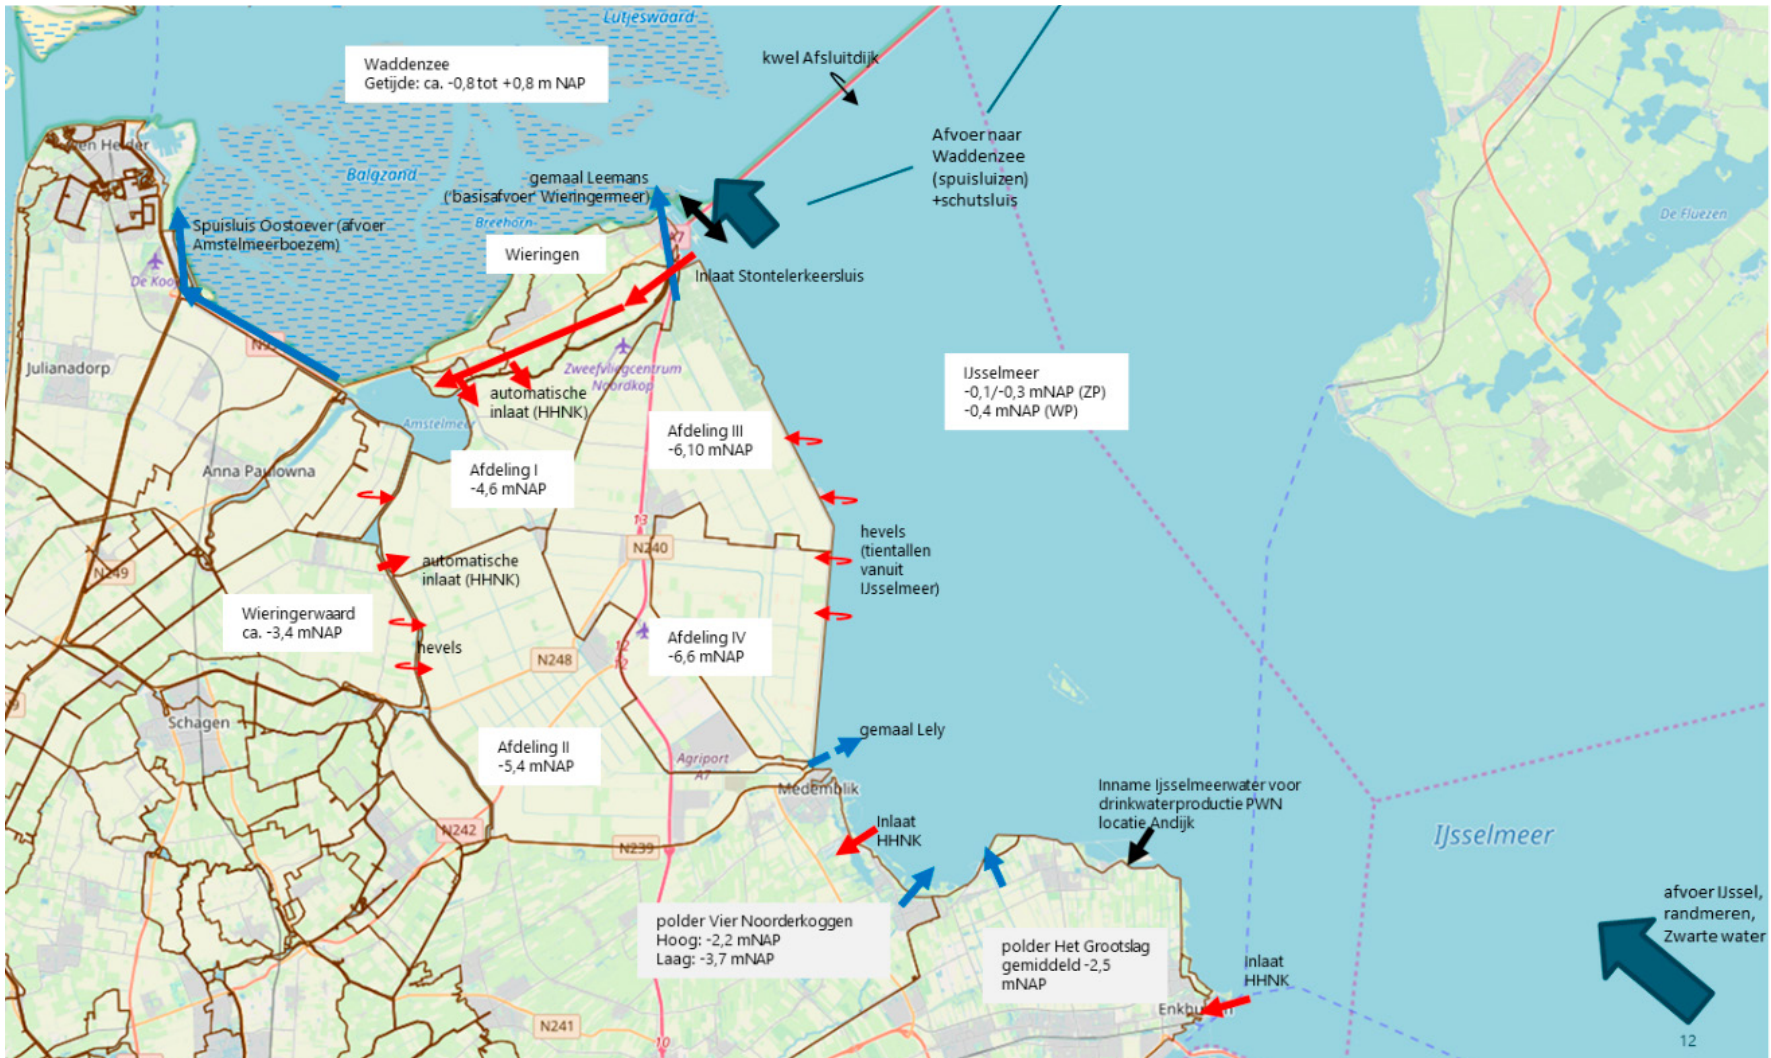 Lutjeswaard
Waddenzee
Getijde: ca. -0,8 tot +0,8 m NAP
kwel Afsluitdijk
Afvoer naar
Waddenzee
(spuisluizen)
+schutsluis
Balgzand
gemaal Leemans
('basisafvoer' Wieringermeer)
Breehorn
Spuisluis Oostoever (afvoer
Amstelmeerboezem)
De Fluezen
Wieringen
Inlaat Stontelerkeersluis
Julianadorp
Zweefvliegcentrum
Noordkop
IJsselmeer
-0,1/-0,3 mNAP (ZP)
-0,4 mNAP (WP)
automatische
inlaat (HHNK)
Amstelmeer
Afdeling III
-6,10 mNAP
Anna Paulowna
Afdeling I
-4,6 mNAP
13
N240
hevels
(tientallen
vanuit
IJsselmeer)
automatische
inlaat (HHNK)
N249
Wieringerwaard
ca. -3,4 mNAP
hevels
12
12
N248
Afdeling IV
-6,6 mNAP
Schagen
Afdeling II
-5,4 mNAP
gemaal Lely
Agriport
A7
Medemblik
Inname Ijsselmeerwater voor
drinkwaterproductie PWN
locatie Andijk
Inlaat
HHNK
N242
N239
IJsselmeer
afvoer IJssel,
randmeren,
Zwarte water
polder Vier Noorderkoggen
Hoog: -2,2 mNAP
Laag: -3,7 mNAP
polder Het Grootslag
gemiddeld -2,5
mNAP
Inlaat
HHNK
N241
10
12